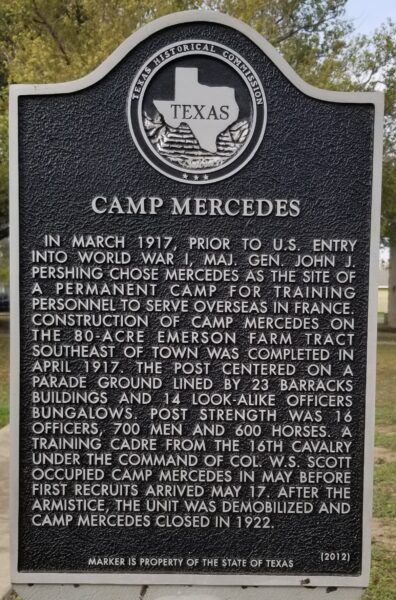 TEXAS HISTORICAL COMMISSION
TEXAS
CAMP MERCEDES
IN MARCH 1917, PRIOR TO U.S. ENTRY
INTO WORLD WAR I, MAJ. GEN. JOHN J.
PERSHING CHOSE MERCEDES AS THE SITE OF
A PERMANENT CAMP FOR TRAINING
PERSONNEL TO SERVE OVERSEAS IN FRANCE.
CONSTRUCTION OF CAMP MERCEDES ON
THE 80-ACRE EMERSON FARM TRACT
SOUTHEAST OF TOWN WAS COMPLETED IN
APRIL 1917. THE POST CENTERED ON A
PARADE GROUND LINED BY 23 BARRACKS
BUILDINGS AND 14 LOOK-ALIKE OFFICERS
BUNGALOWS. POST STRENGTH WAS 16
OFFICERS, 700 MEN AND 600 HORSES. A
TRAINING CADRE FROM THE 16TH CAVALRY
UNDER THE COMMAND OF COL. W.S. SCOTT
OCCUPIED CAMP MERCEDES IN MAY BEFORE
FIRST RECRUITS ARRIVED MAY 17. AFTER THE
ARMISTICE, THE UNIT WAS DEMOBILIZED AND
CAMP MERCEDES CLOSED IN 1922.
(2012)
MARKER IS PROPERTY OF THE STATE OF TEXAS